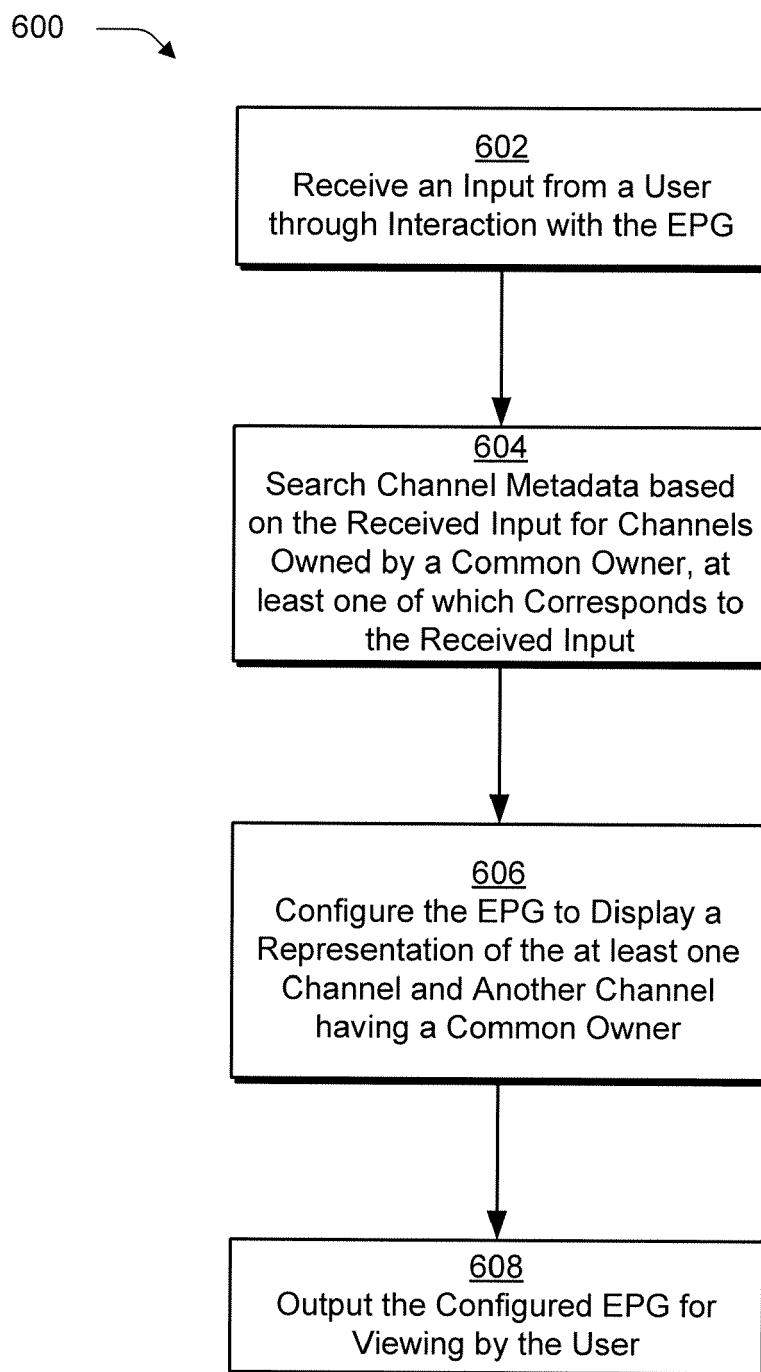 600
602
Receive an Input from a User
through Interaction with the EPG
604
Search Channel Metadata based
on the Received Input for Channels
Owned by a Common Owner, at
least one of which Corresponds to
the Received Input
606
Configure the EPG to Display a
Representation of the at least one
Channel and Another Channel
having a Common Owner
608
Output the Configured EPG for
Viewing by the User